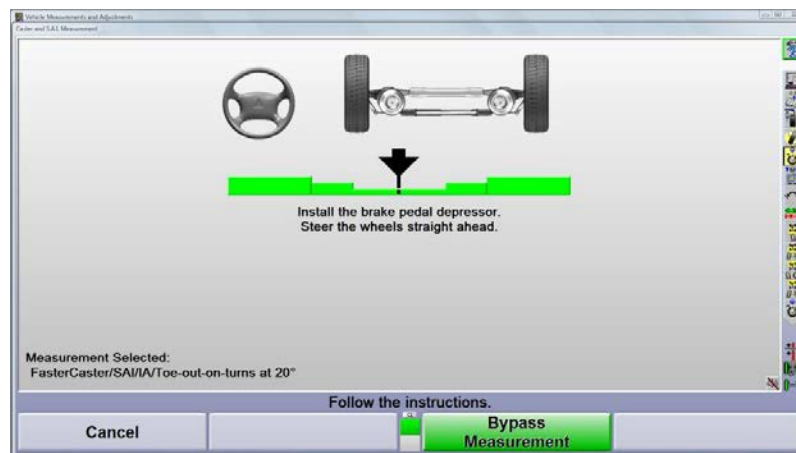 Vehicle Measurements and Adjustments
Caster and S.A.I. Measurement
Install the brake pedal depressor.
Steer the wheels straight ahead.
Measurement Selected:
FasterCaster/SAI/IA/Toe-out-on-turns at 20°
Follow the instructions.
Cancel
Bypass
Measurement